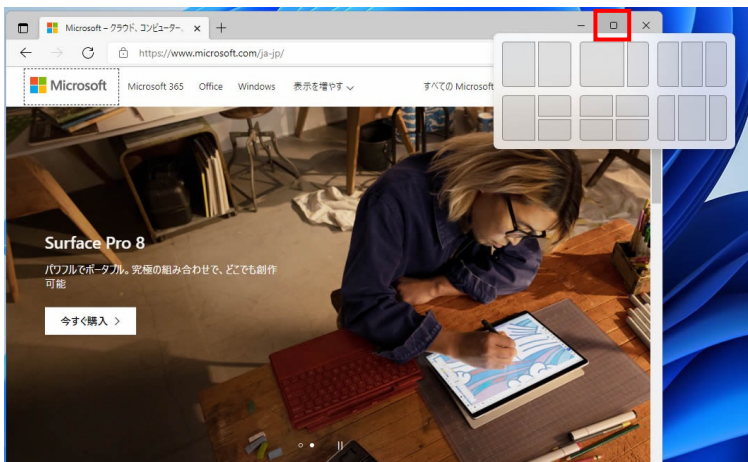 Microsoft – クラウド、コンピューター、
https://www.microsoft.com/ja-jp/
Microsoft
Microsoft 365
Office
Windows
表示を増やす
すべての Microsoft
Surface Pro 8
パワフルでポータブル。究極の組み合わせで、どこでも創作
可能
今すぐ購入 >